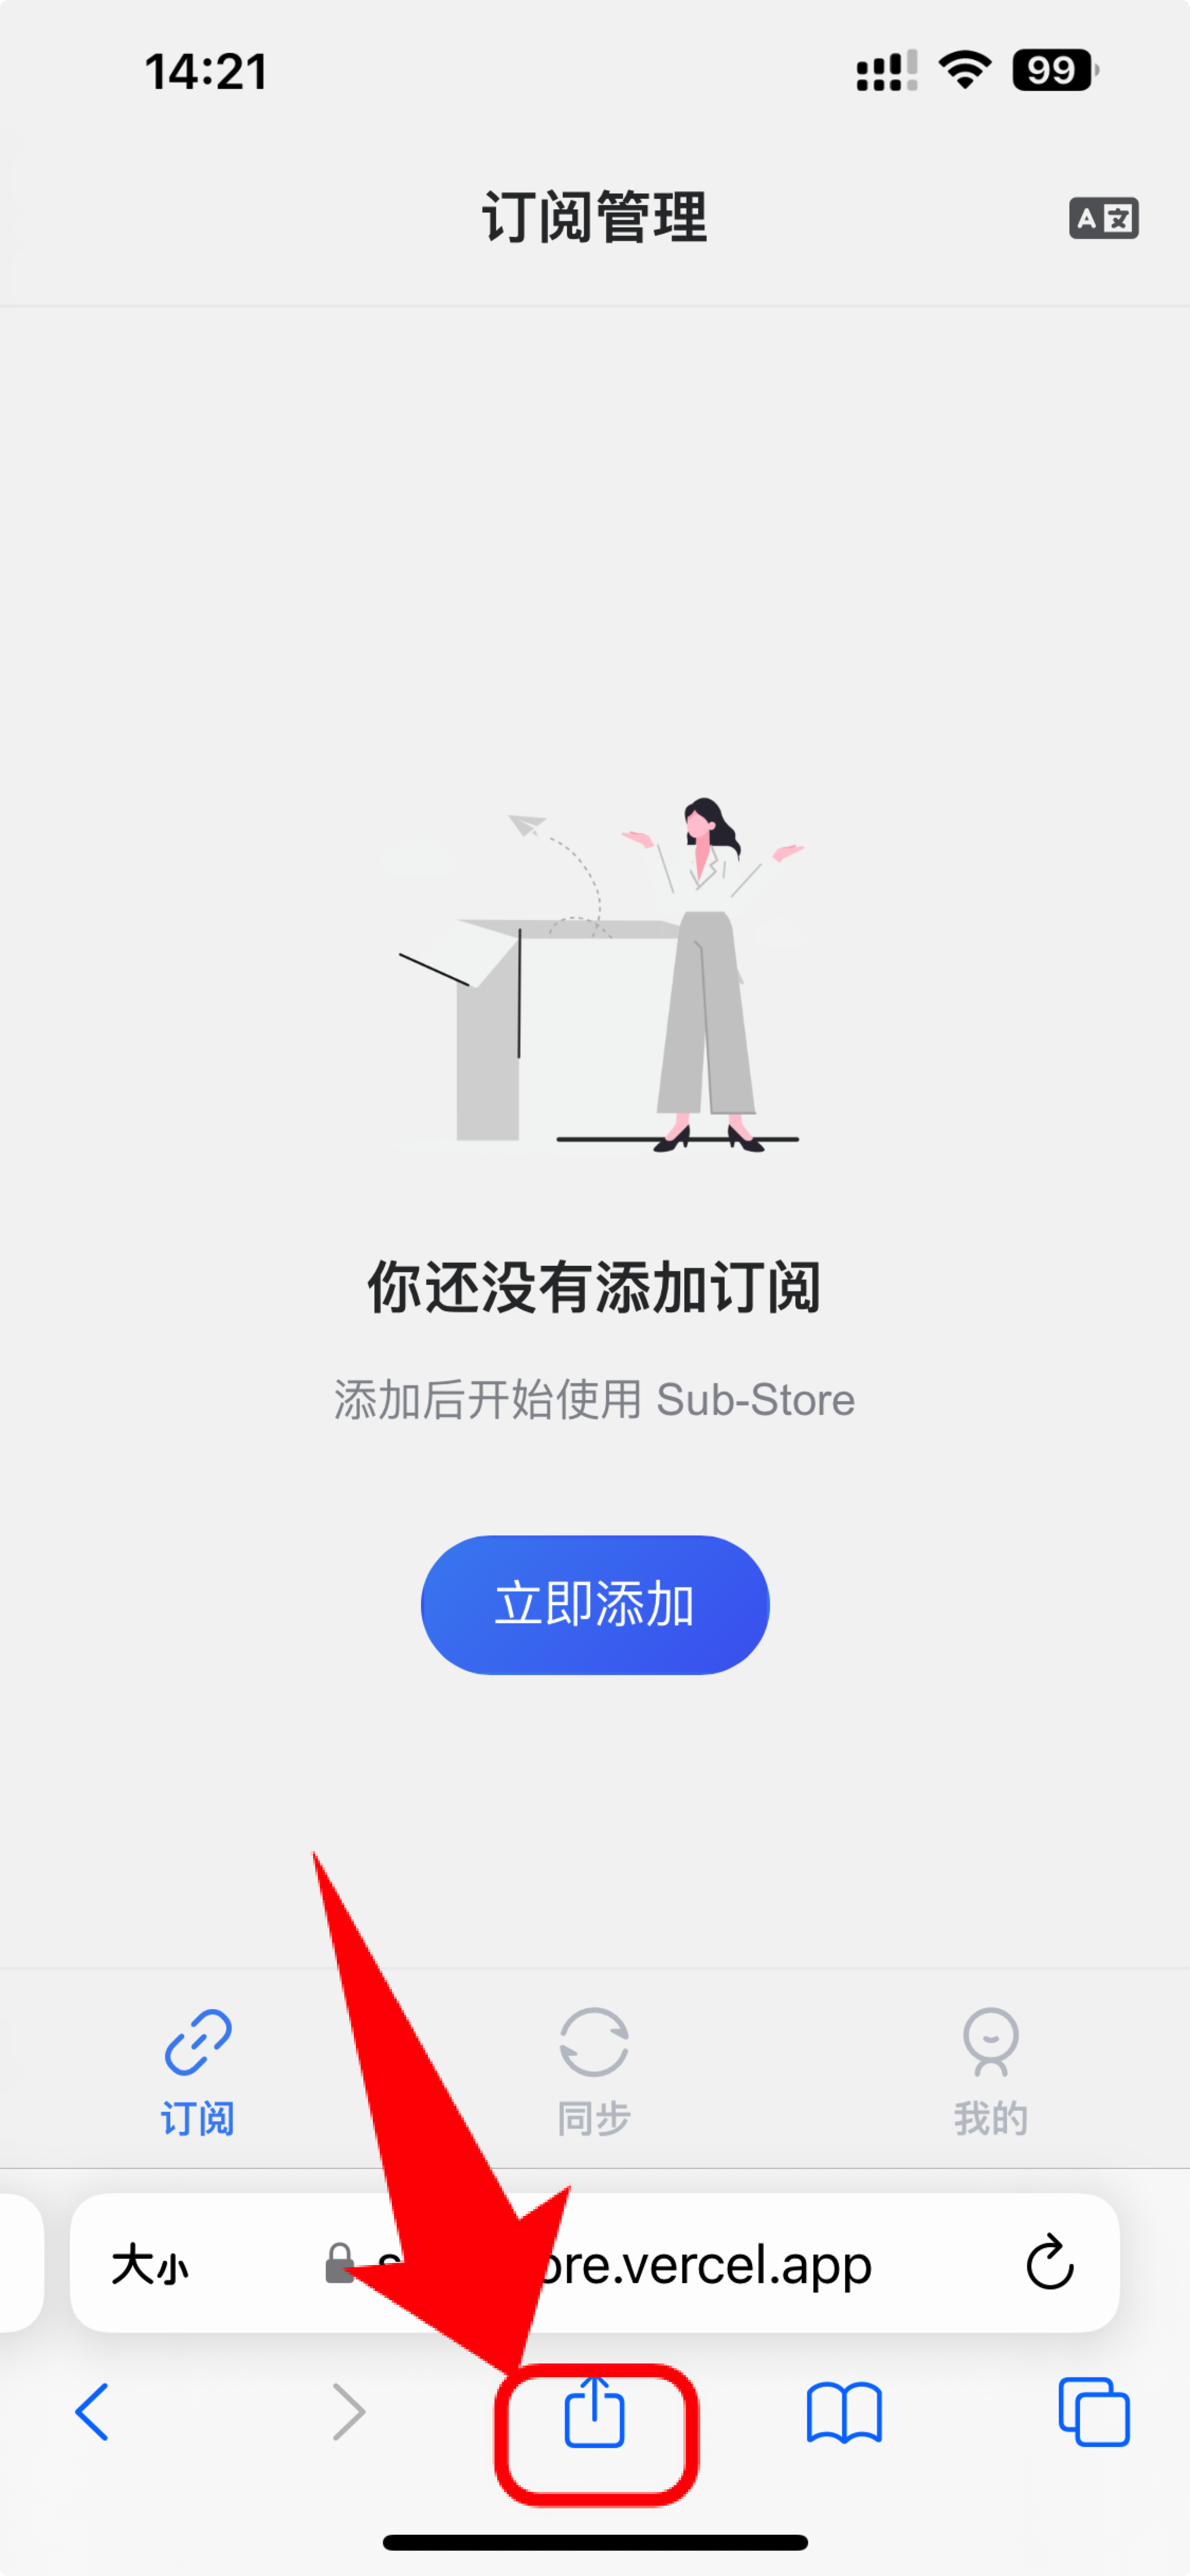 14:21
99
订阅管理
A 文
你还没有添加订阅
添加后开始使用 Sub-Store
立即添加
订阅
同步
我的
大小
ore.vercel.app